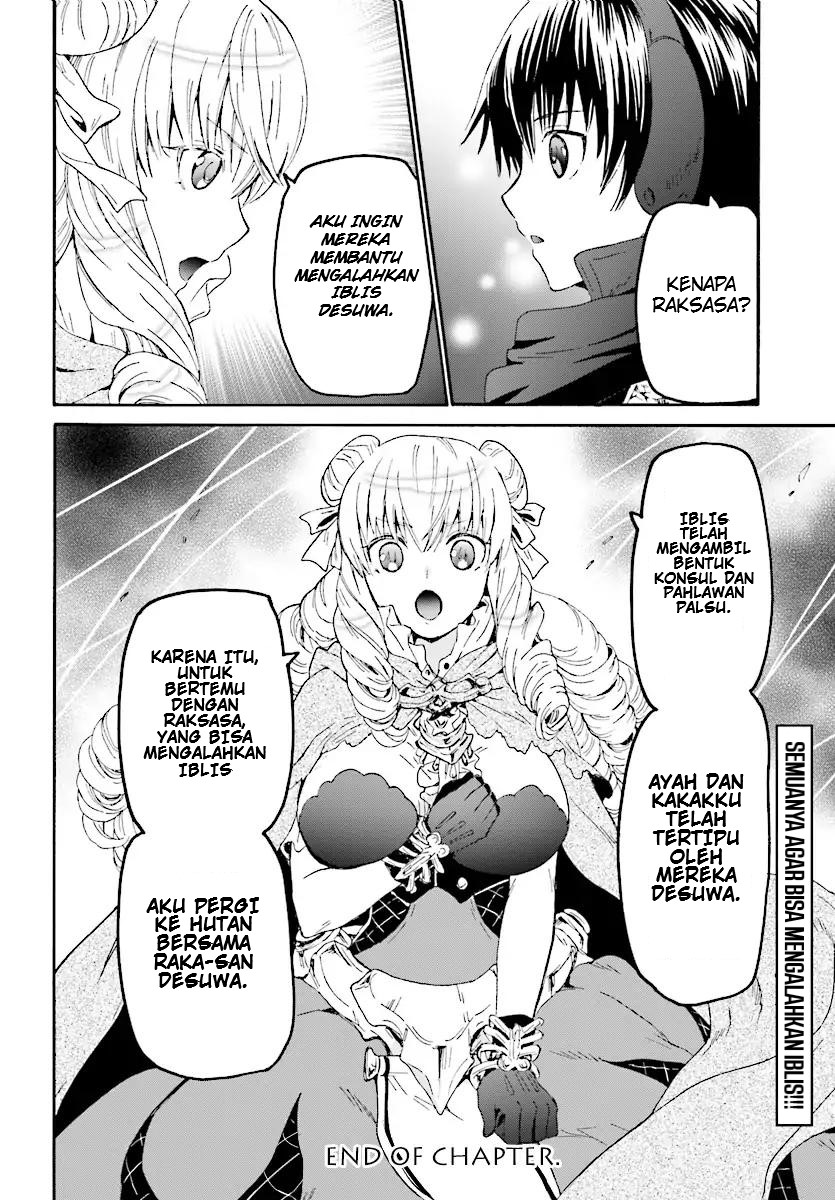 KENAPA
RAKSASA?
AKU INGIN
MEREKA
MEMBANTU
MENGALAHKAN
IBLIS
DESUWA.
IBLIS
TELAH
MENGAMBIL
BENTUK
KONSUL DAN
PAHLAWAN
PALSU.
AYAH DAN
KAKAKKU
TELAH
TERTIPU
OLEH
MEREKA
DESUWA.
KARENA ITU,
UNTUK
BERTEMU
DENGAN
RAKSASA,
YANG BISA
MENGALAHKAN
IBLIS
AKU PERGI
KE HUTAN
BERSAMA
RAKA-SAN
DESUWA.
SEMUANYA AGAR BISA MENGALAHKAN IBLIS!!!
END OF CHAPTER.